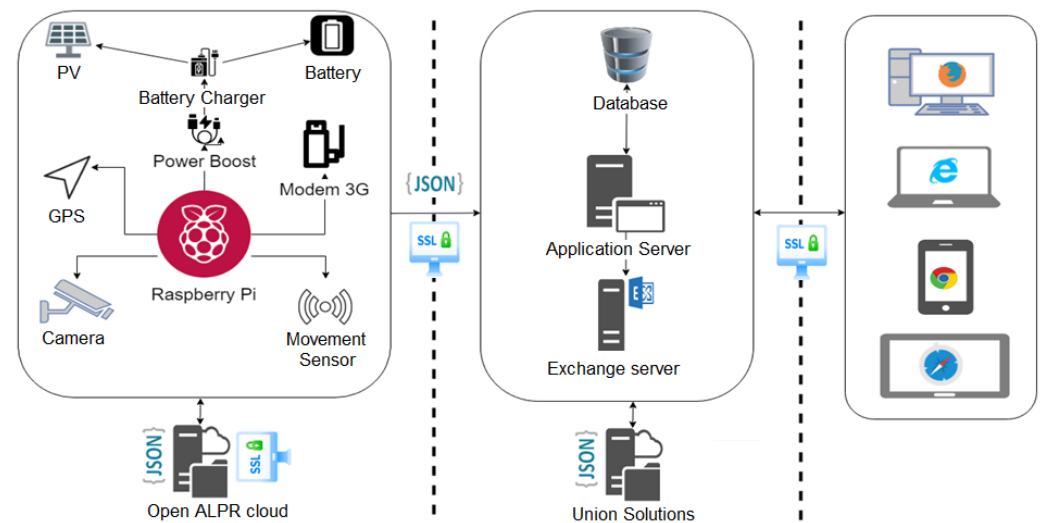 PV
Battery
Battery Charger
Power Boost
Modem 3G
GPS
Raspberry Pi
Camera
Movement
Sensor
{JSON}
SSL
Database
Application Server
E
Exchange server
SSL
{JSON}
SSL
Open ALPR cloud
{JSON}
Union Solutions